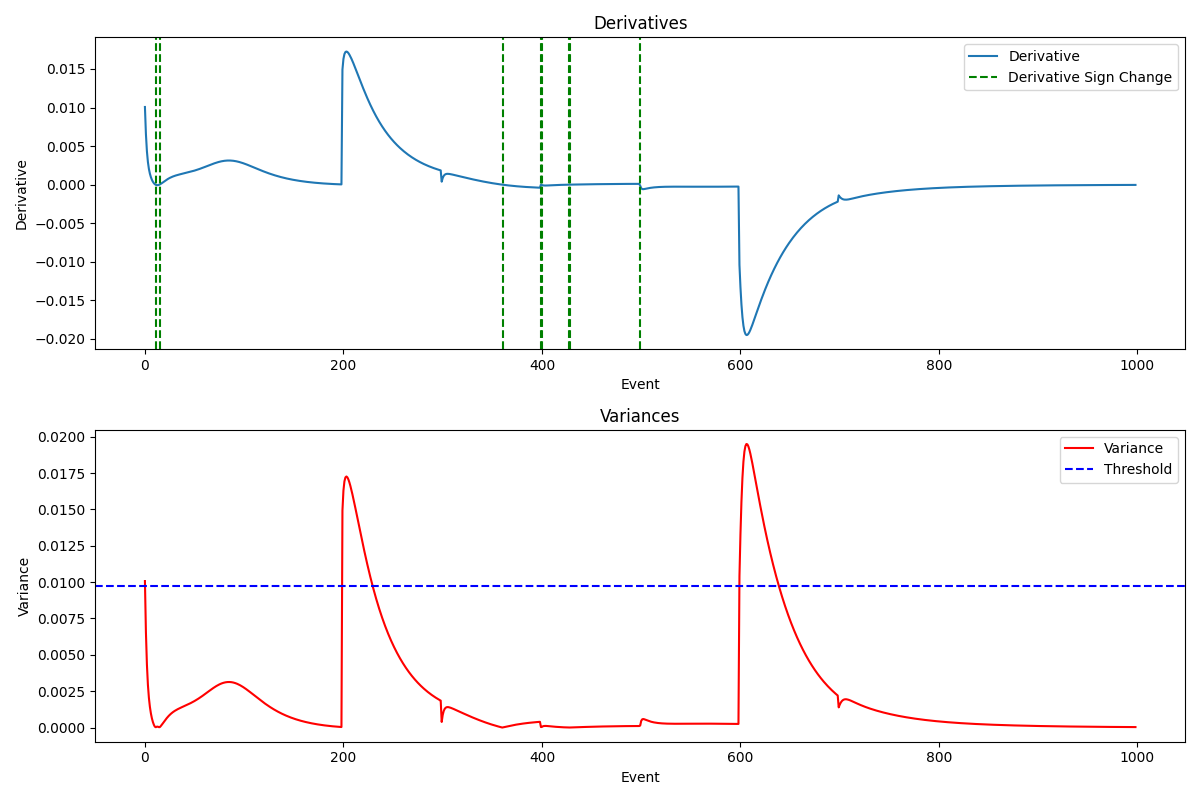 Derivatives
Derivative
0.015
0.010
0.005
0.000
−0.005
−0.010
−0.015
−0.020
Derivative
Derivative Sign Change
0 200 400 600 800 1000
Event
Variances
Variance
0.0200
0.0175
0.0150
0.0125
0.0100
0.0075
0.0050
0.0025
0.0000
Variance
Threshold
0 200 400 600 800 1000
Event